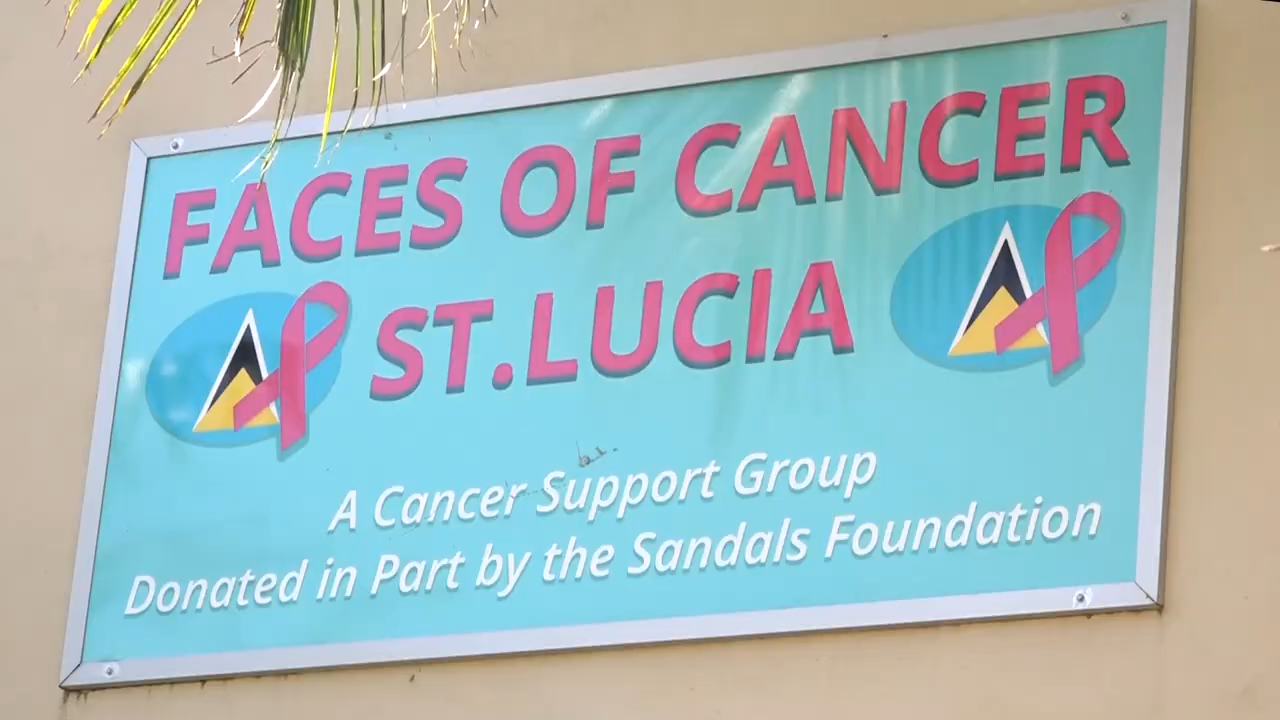 FACES OF CANCER
ST.LUCIA
A Cancer Support Group
Donated in Part by the Sandals Foundation